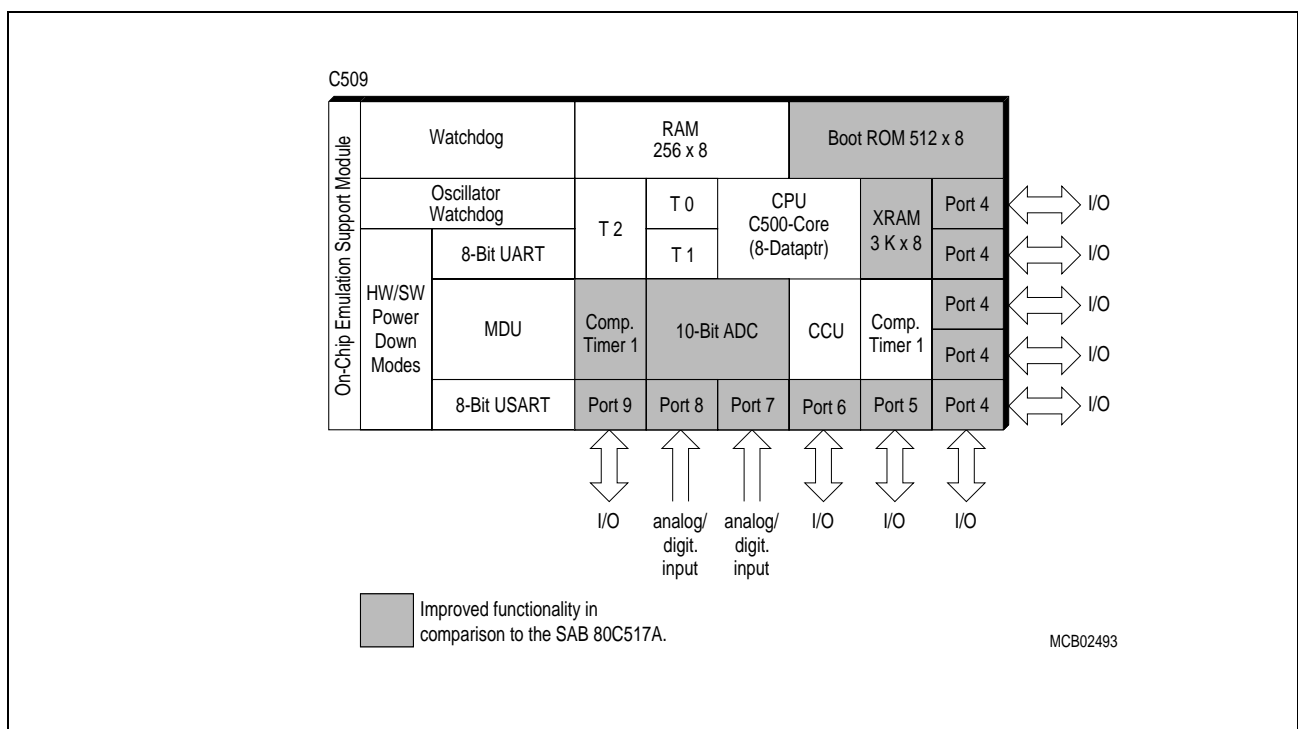 C509
On-Chip Emulation Support Module
Watchdog
RAM
256 x 8
Boot ROM 512 x 8
Oscillator
Watchdog
T 2
T 0
CPU
C500-Core
(8-Dataptr)
XRAM
3 K x 8
Port 4
I/O
8-Bit UART
T 1
Port 4
I/O
HW/SW
Power
Down
Modes
MDU
Comp.
Timer 1
10-Bit ADC
CCU
Comp.
Timer 1
Port 4
I/O
Port 4
I/O
8-Bit USART
Port 9
Port 8
Port 7
Port 6
Port 5
Port 4
I/O
I/O
analog/
digit.
input
analog/
digit.
input
I/O
I/O
I/O
Improved functionality in
comparison to the SAB 80C517A.
MCB02493